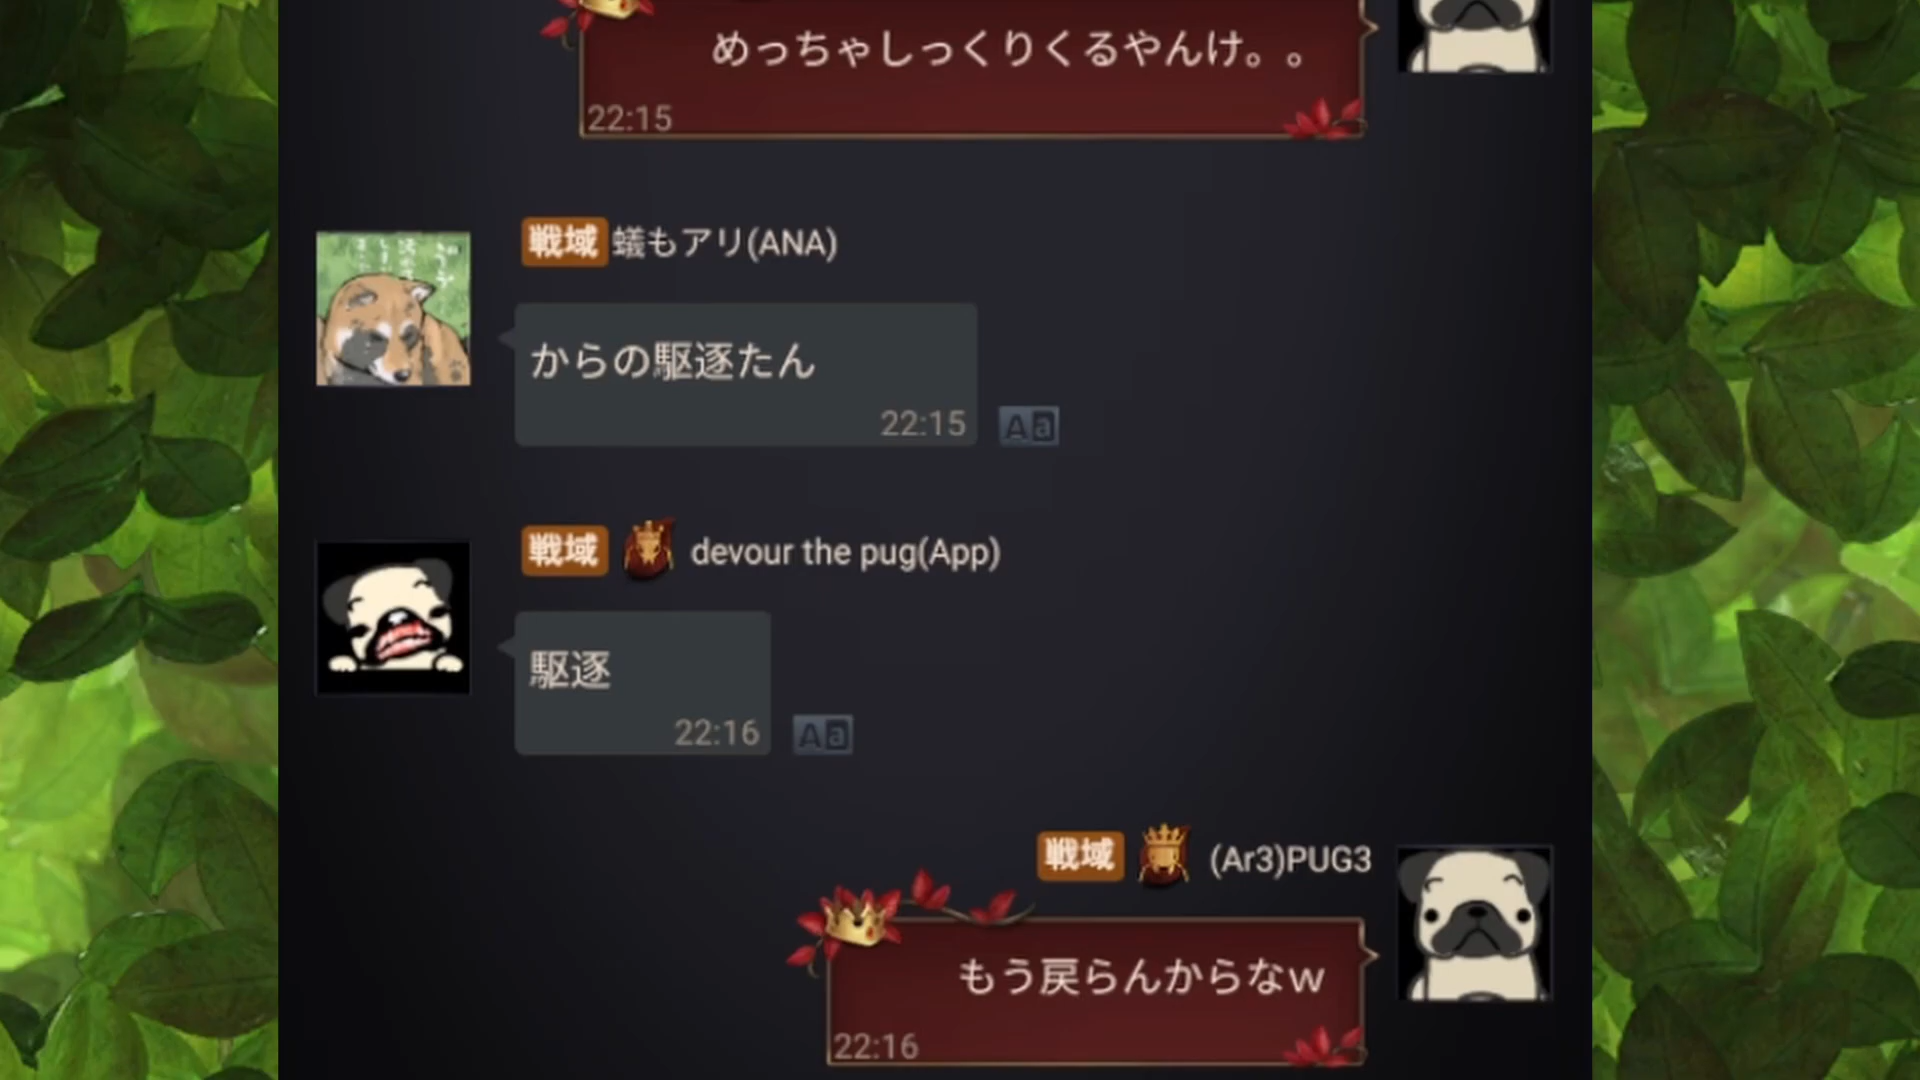 めっちゃしっくりくるやんけ。。
22:15
戦域 蟻もアリ(ANA)
からの駆逐たん
22:15
Aa
戦域 devour the pug(App)
駆逐
22:16
Aa
戦域 (Ar3)PUG3
もう戻らんからなw
22:16